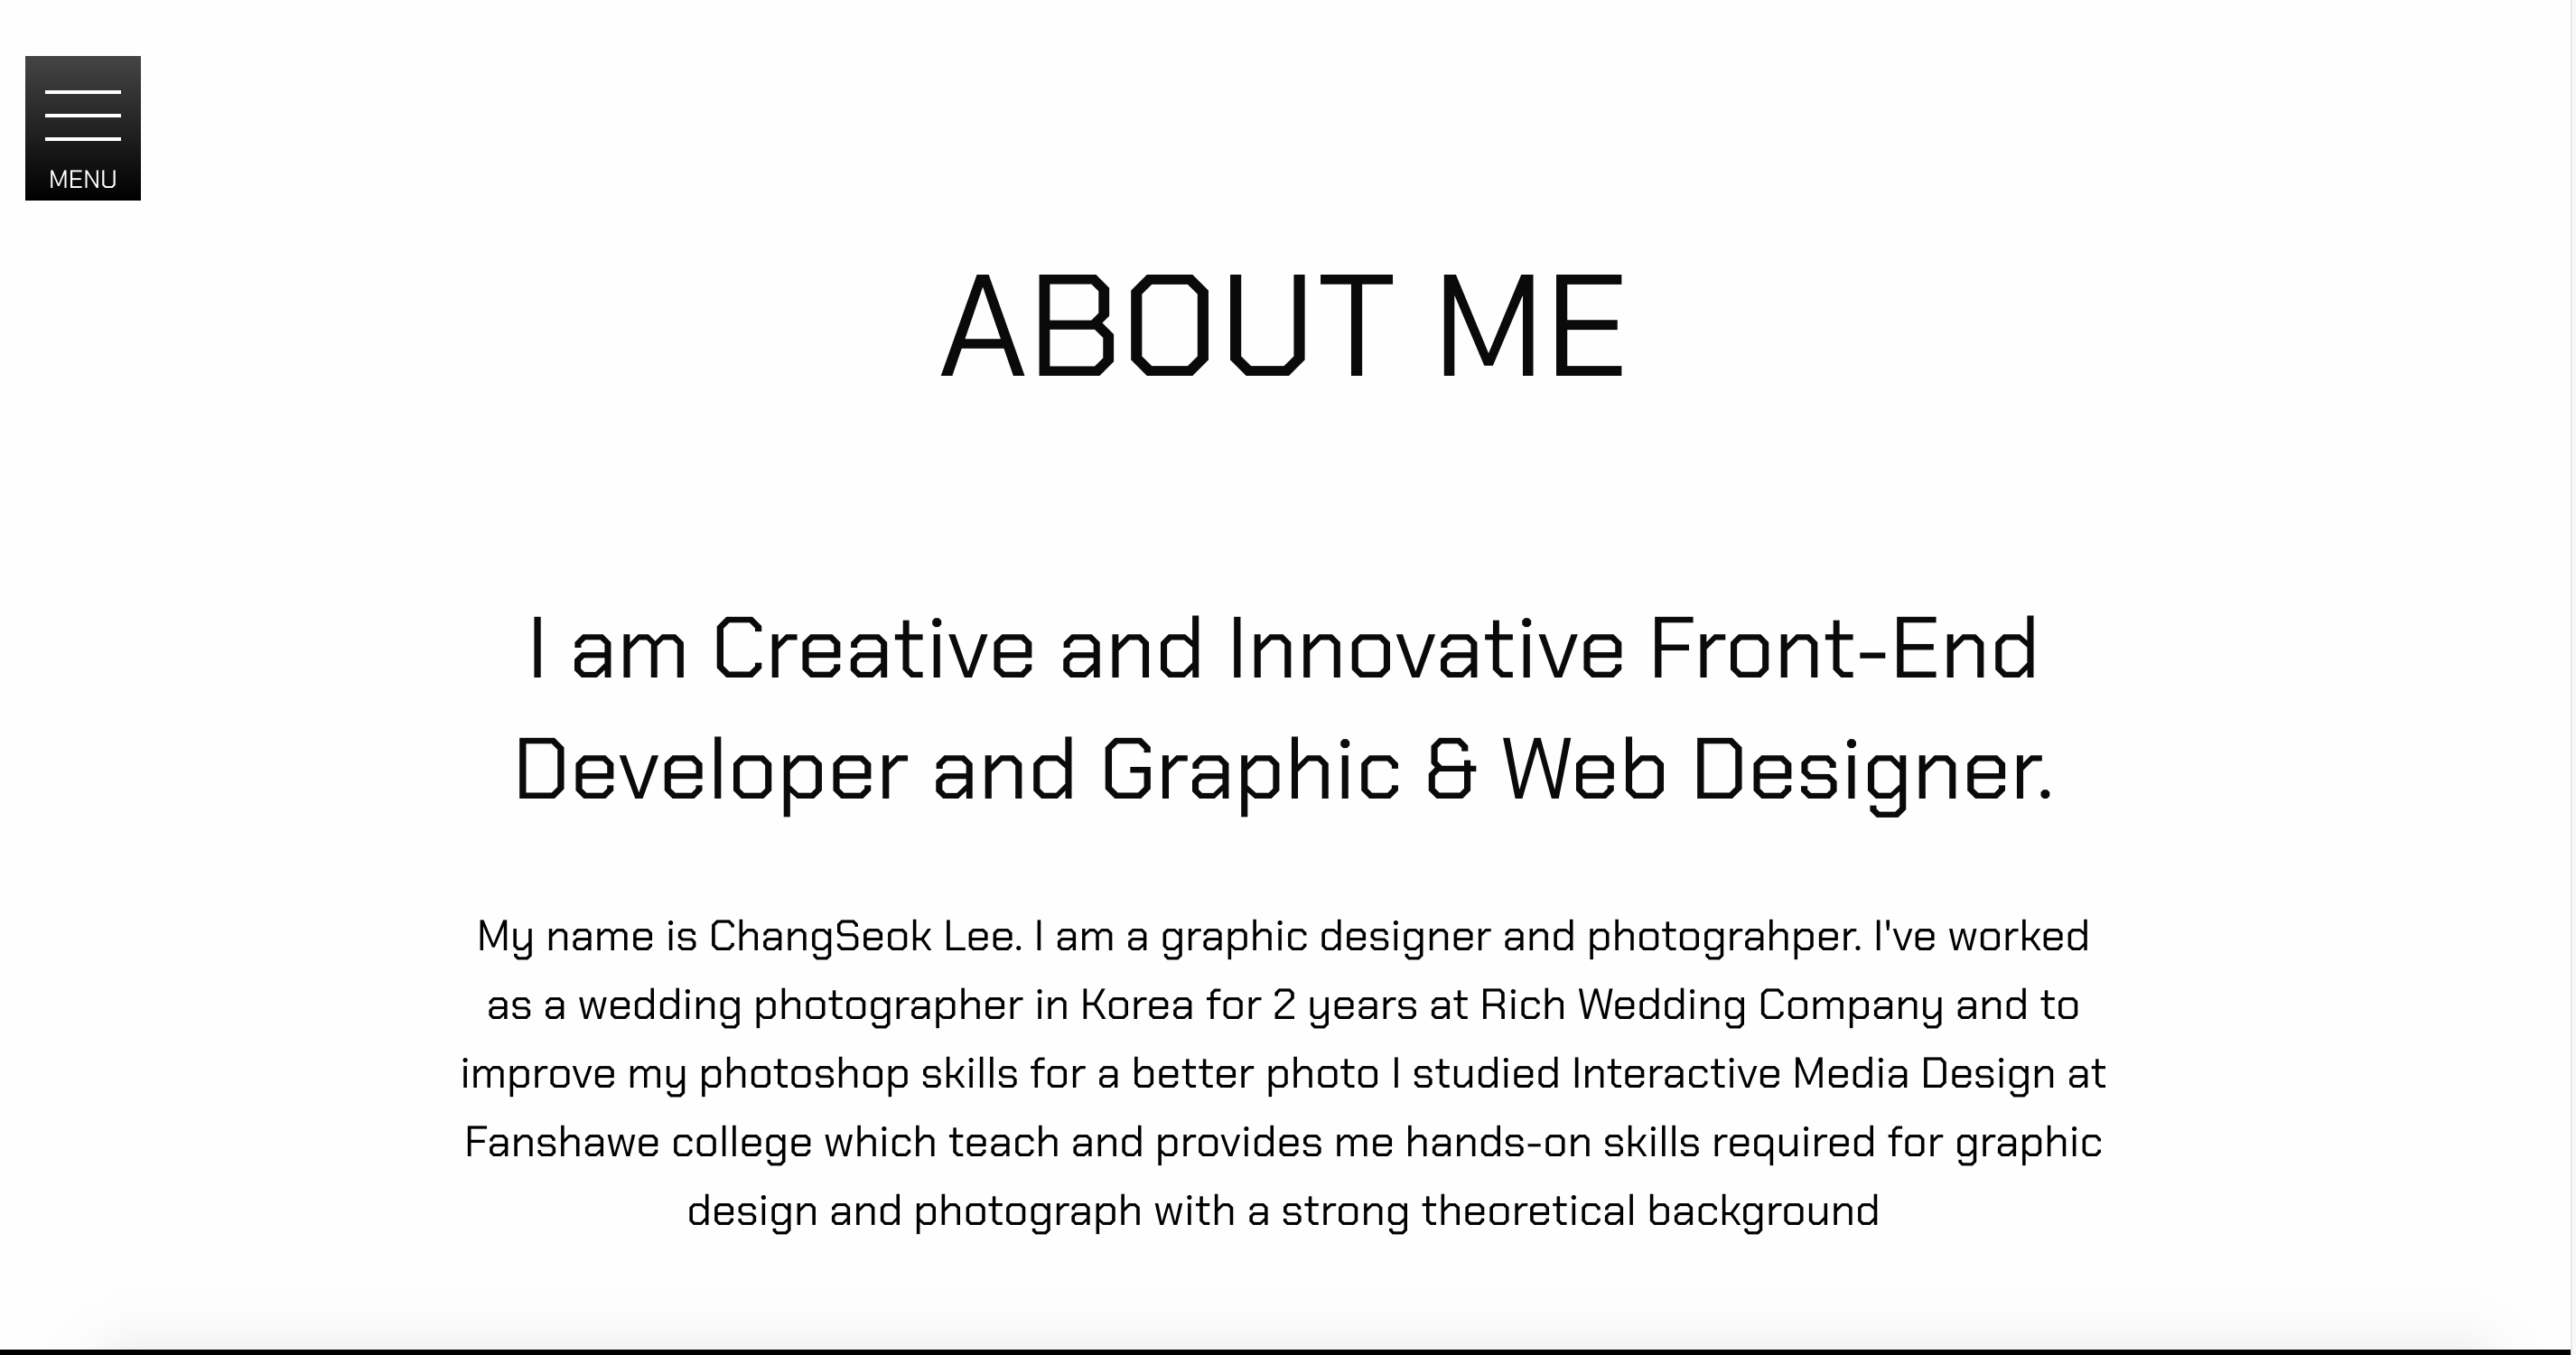 MENU
ABOUT ME
I am Creative and Innovative Front-End
Developer and Graphic & Web Designer.
My name is ChangSeok Lee. I am a graphic designer and photograhper. I've worked
as a wedding photographer in Korea for 2 years at Rich Wedding Company and to
improve my photoshop skills for a better photo I studied Interactive Media Design at
Fanshawe college which teach and provides me hands-on skills required for graphic
design and photograph with a strong theoretical background